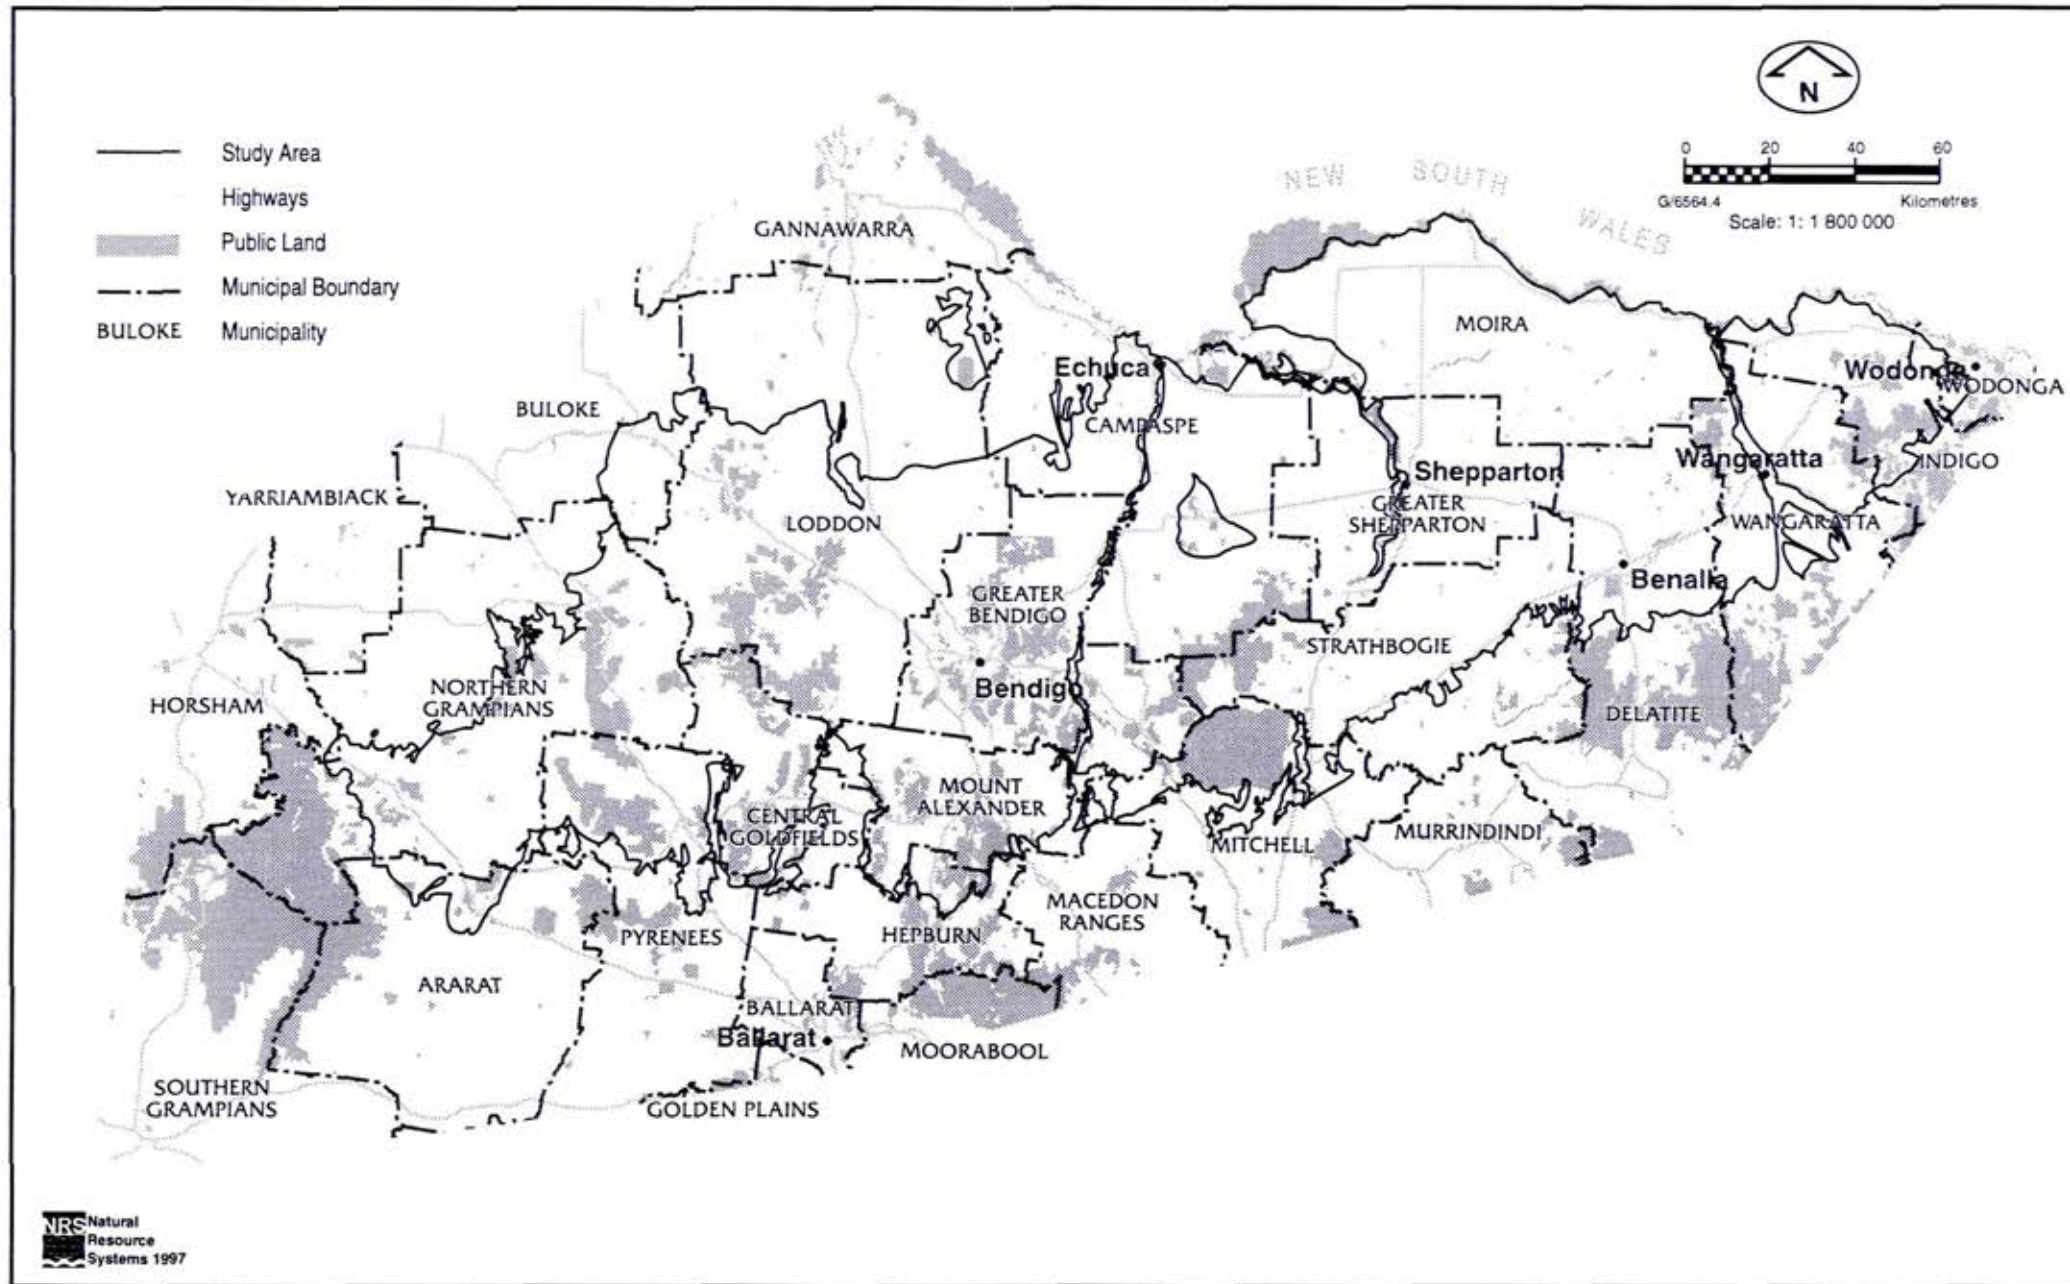 Study Area
Highways
Public Land
Municipal Boundary
BULOKE Municipality
N
0 20 40 60
G/6564.4 Kilometres
Scale: 1: 1 800 000
NEW SOUTH WALES
GANNAWARRA
MOIRA
Echuca
Wodonga
WODONGA
BULOKE
CAMPASPE
Wangaratta
INDIGO
Shepparton
YARRIAMBIACK
GREATER
SHEPPARTON
LODDON
WANGARATTA
Benalla
GREATER
BENDIGO
STRATHBOGIE
Bendigo
NORTHERN
GRAMPIANS
HORSHAM
DELATITE
MOUNT
ALEXANDER
CENTRAL
GOLDFIELDS
MITCHELL
MURRINDINDI
MACEDON
RANGES
PYRENEES
HEPBURN
ARARAT
BALLARAT
Ballarat
MOORABOOL
SOUTHERN
GRAMPIANS
GOLDEN PLAINS
NRS Natural
Resource
Systems 1997